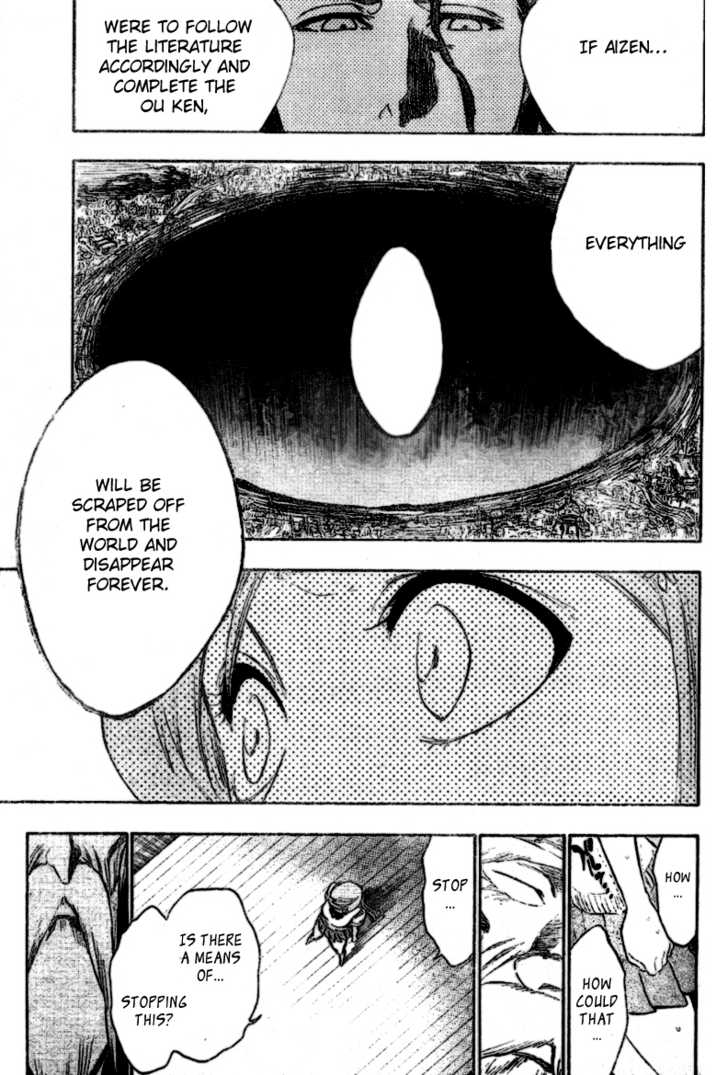 IF AIZEN...
WERE TO FOLLOW
THE LITERATURE
ACCORDINGLY AND
COMPLETE THE
OU KEN,
EVERYTHING
WILL BE
SCRAPED OFF
FROM THE
WORLD AND
DISAPPEAR
FOREVER.
HOW
...
HOW
COULD
THAT
...
STOP
...
IS THERE
A MEANS
OF...
STOPPING
THIS?